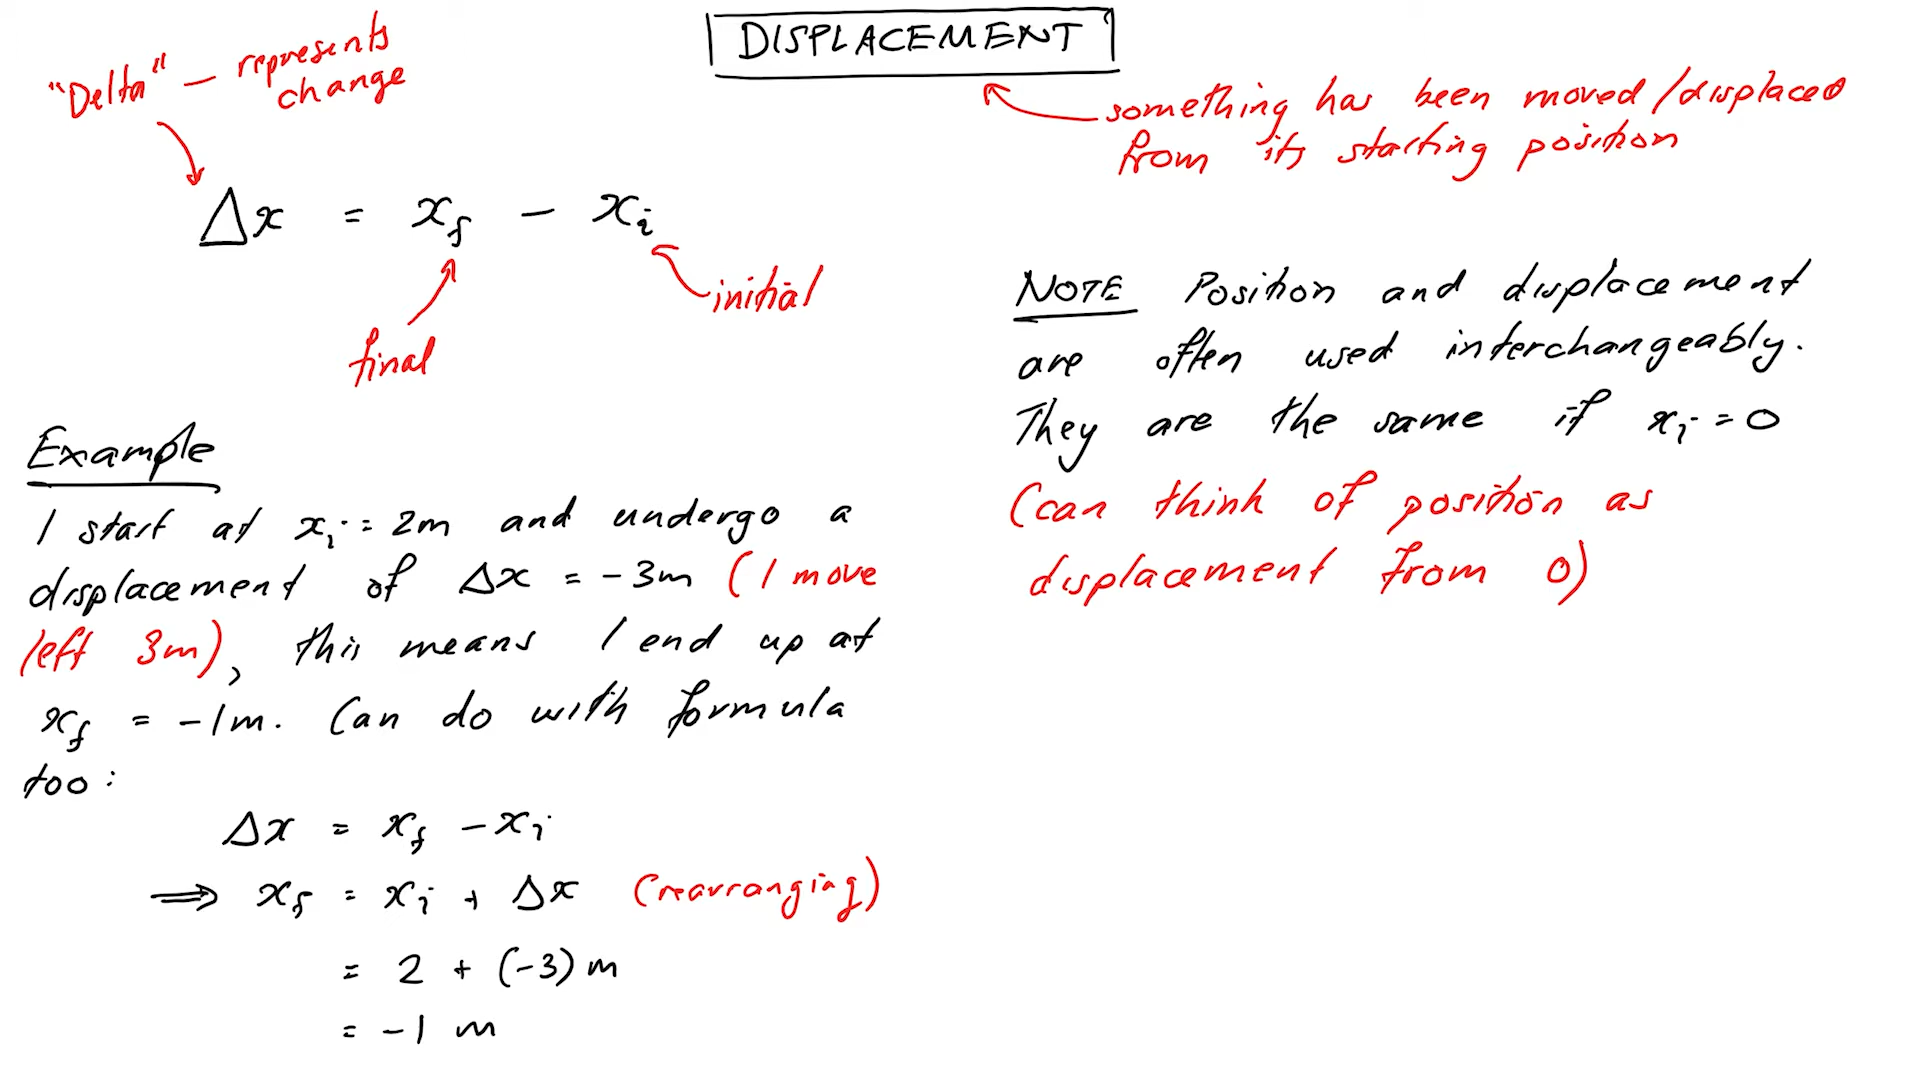 DISPLACEMENT
"Delta" – represents
change
something has been moved/displaced
from its starting position
Δx = x_f – x_i
initial
final
Example
I start at x_i = 2m and undergo a
displacement of Δx = -3m (I move
left 3m), this means I end up at
x_f = -1m. Can do with formula
too:
Δx = x_f - x_i
⇒ x_f = x_i + Δx (rearranging)
= 2 + (-3) m
= -1 m
NOTE Position and displacement
are often used interchangeably.
They are the same if x_i = 0
(can think of position as
displacement from 0)